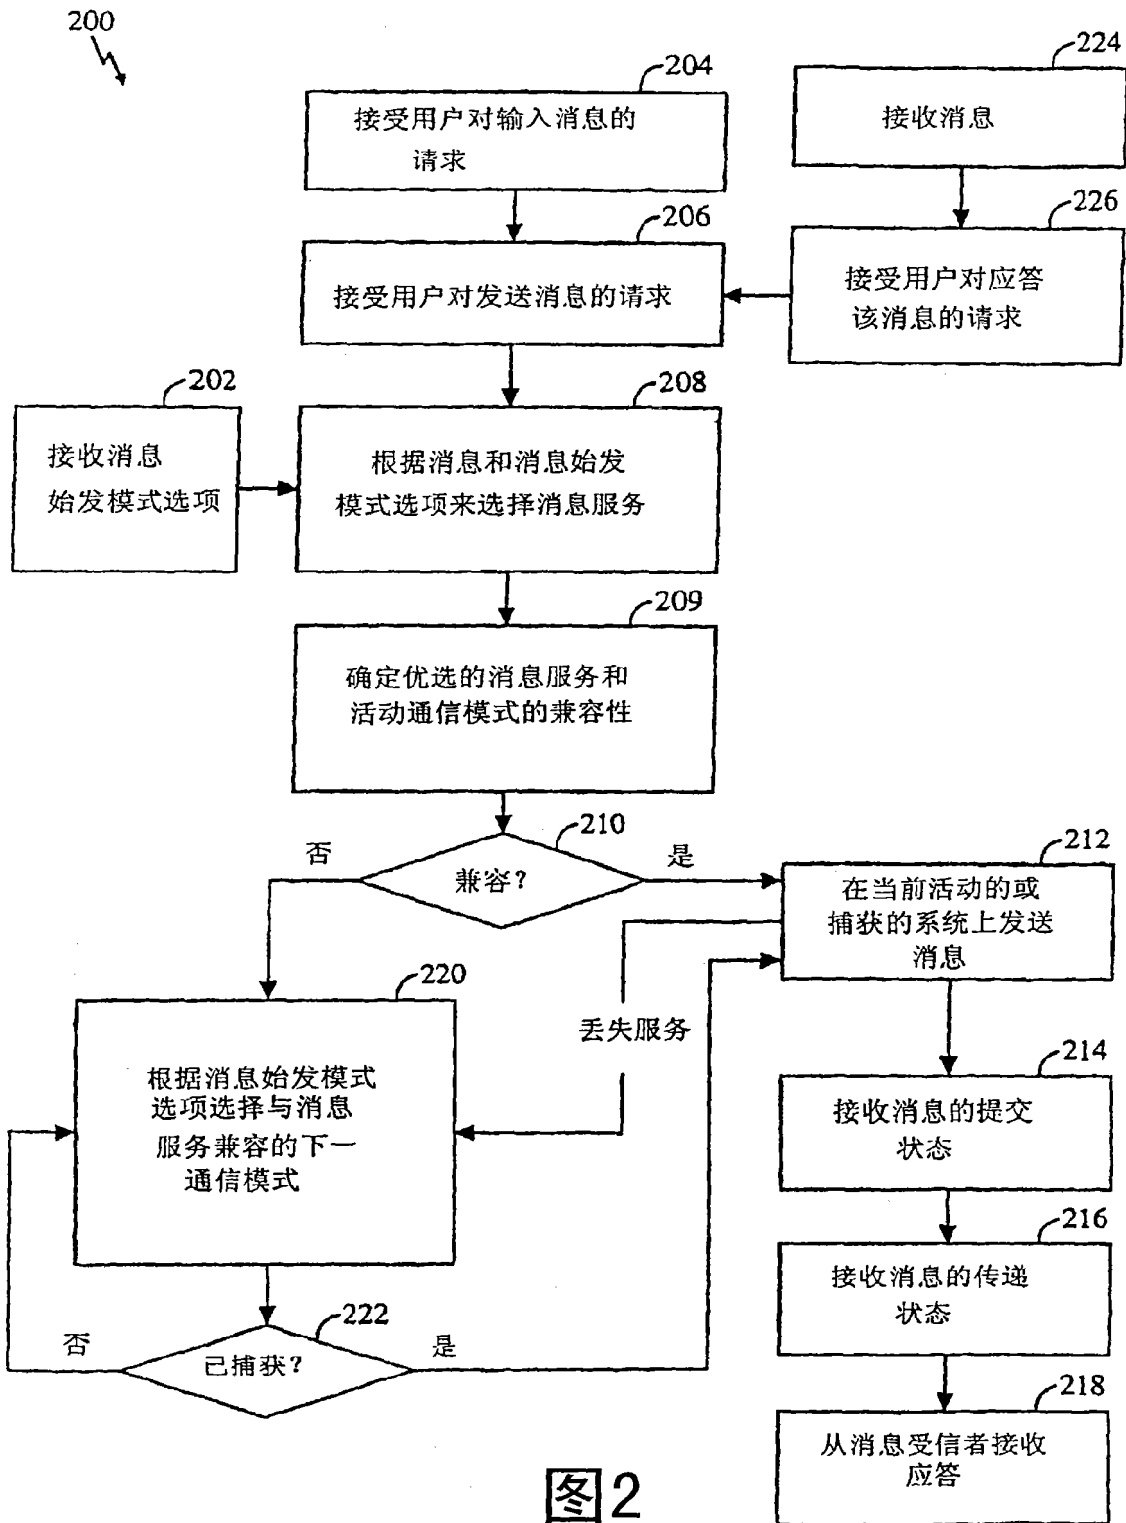 200
204
接受用户对输入消息的
请求
224
接收消息
206
接受用户对发送消息的请求
226
接受用户对应答
该消息的请求
202
接收消息
始发模式选项
208
根据消息和消息始发
模式选项来选择消息服务
209
确定优选的消息服务和
活动通信模式的兼容性
210
兼容?
否
是
212
在当前活动的或
捕获的系统上发送
消息
丢失服务
220
根据消息始发模式
选项选择与消息
服务兼容的下一
通信模式
214
接收消息的提交
状态
216
接收消息的传递
状态
222
已捕获?
否
是
218
从消息受信者接收
应答
图2